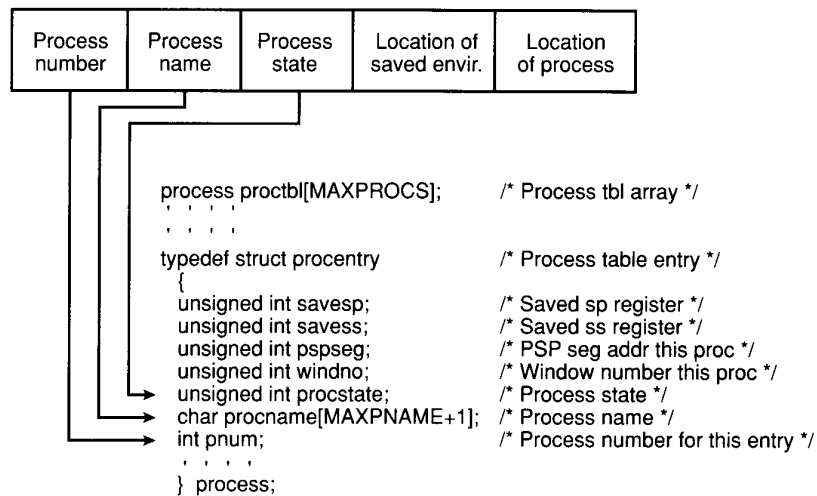 Process number
Process name
Process state
Location of saved envir.
Location of process
process proctbl[MAXPROCS]; /* Process tbl array */
' ' ' '
' ' ' '
typedef struct procentry /* Process table entry */
{
unsigned int savesp; /* Saved sp register */
unsigned int savess; /* Saved ss register */
unsigned int pspseg; /* PSP seg addr this proc */
unsigned int windno; /* Window number this proc */
unsigned int procstate; /* Process state */
char procname[MAXPNAME+1]; /* Process name */
int pnum; /* Process number for this entry */
' ' ' '
} process;